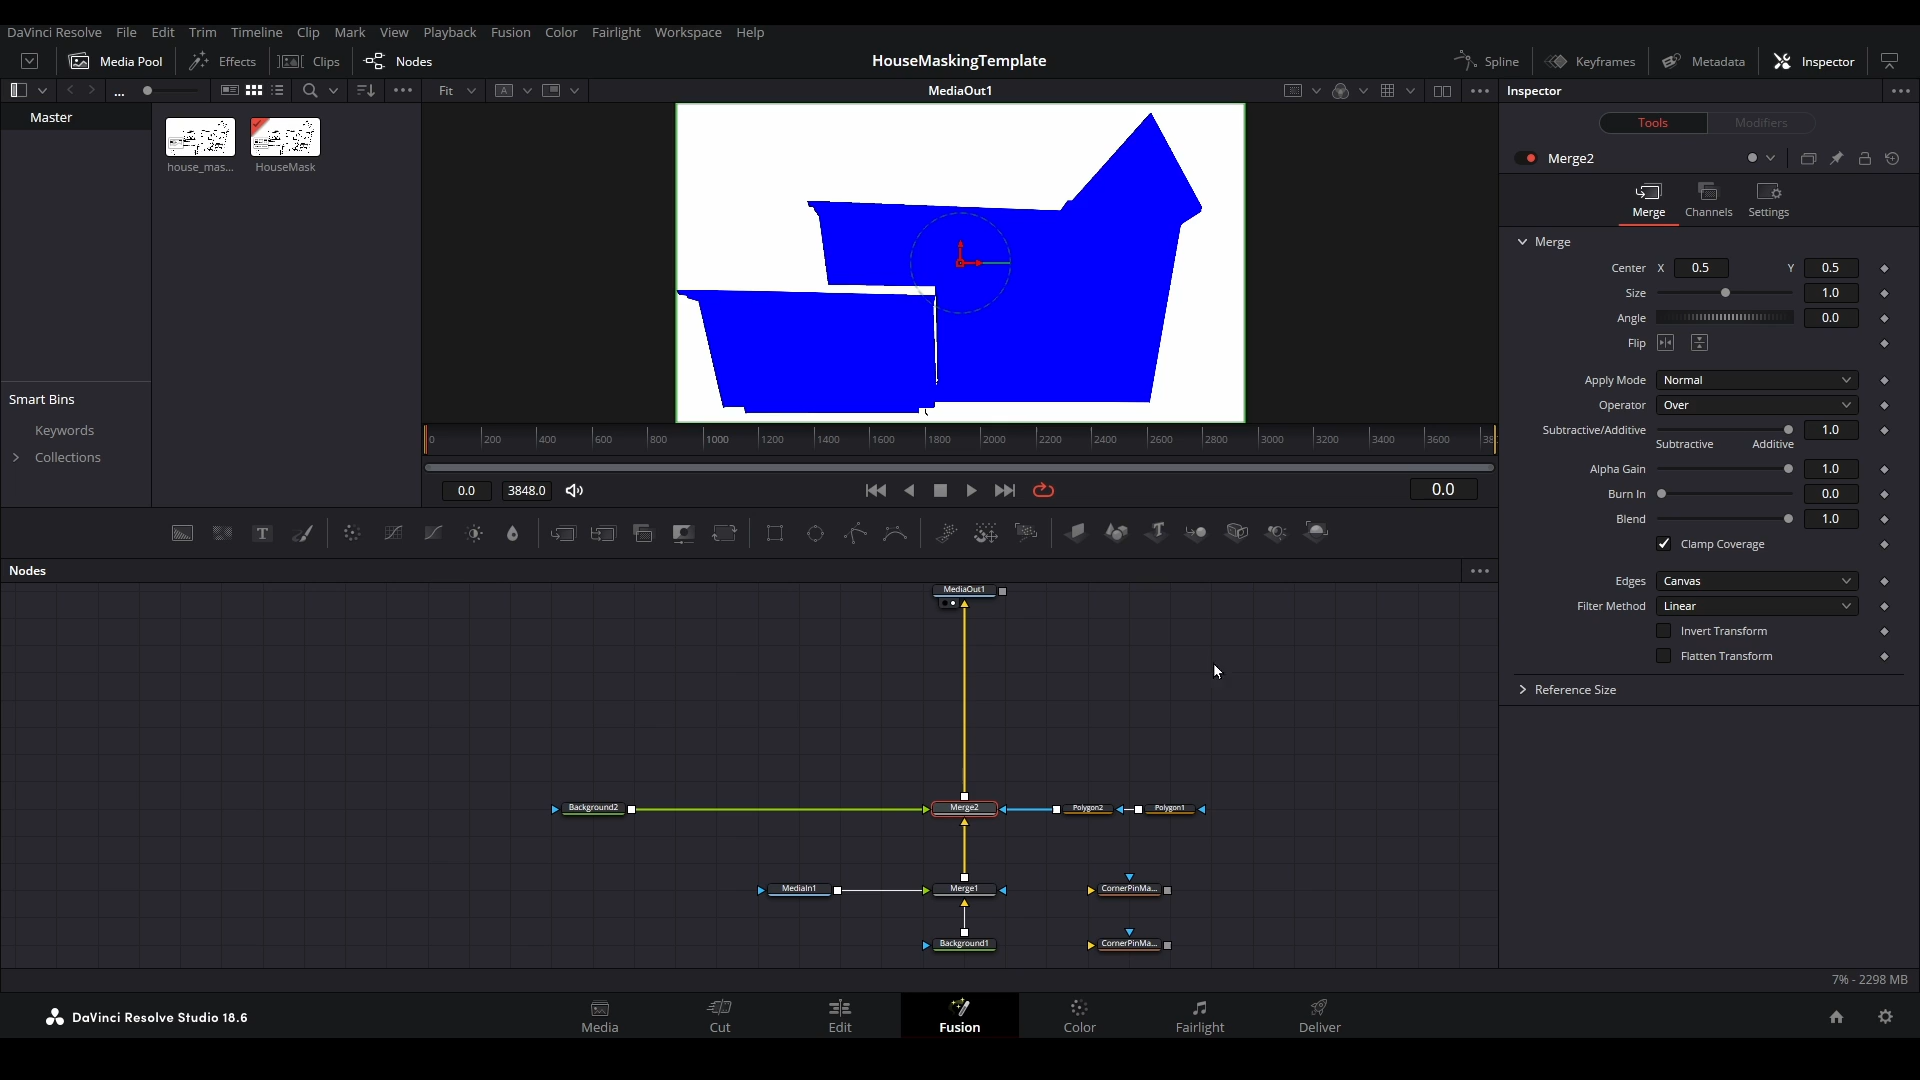 DaVinci Resolve File Edit Trim Timeline Clip Mark View Playback Fusion Color Fairlight Workspace Help
Media Pool Effects Clips Nodes HouseMaskingTemplate Spline Keyframes Metadata Inspector
... Fit A MediaOut1 Inspector
Master
house_mas... HouseMask
Tools Modifiers
Merge2
Merge Channels Settings
Merge
Center X 0.5 Y 0.5
Size 1.0
Angle 0.0
Flip
Apply Mode Normal
Operator Over
Subtractive/Additive 1.0
Subtractive Additive
Alpha Gain 1.0
Burn In 0.0
Blend 1.0
Clamp Coverage
Edges Canvas
Filter Method Linear
Invert Transform
Flatten Transform
Reference Size
Smart Bins
Keywords
Collections
0 200 400 600 800 1000 1200 1400 1600 1800 2000 2200 2400 2600 2800 3000 3200 3400 3600 38
0.0 3848.0 0.0
T T
Nodes
MediaOut1
Background2 Merge2 Polygon2 Polygon1
MediaIn1 Merge1 CornerPinMa...
Background1 CornerPinMa...
7% - 2298 MB
DaVinci Resolve Studio 18.6
Media Cut Edit Fusion Color Fairlight Deliver